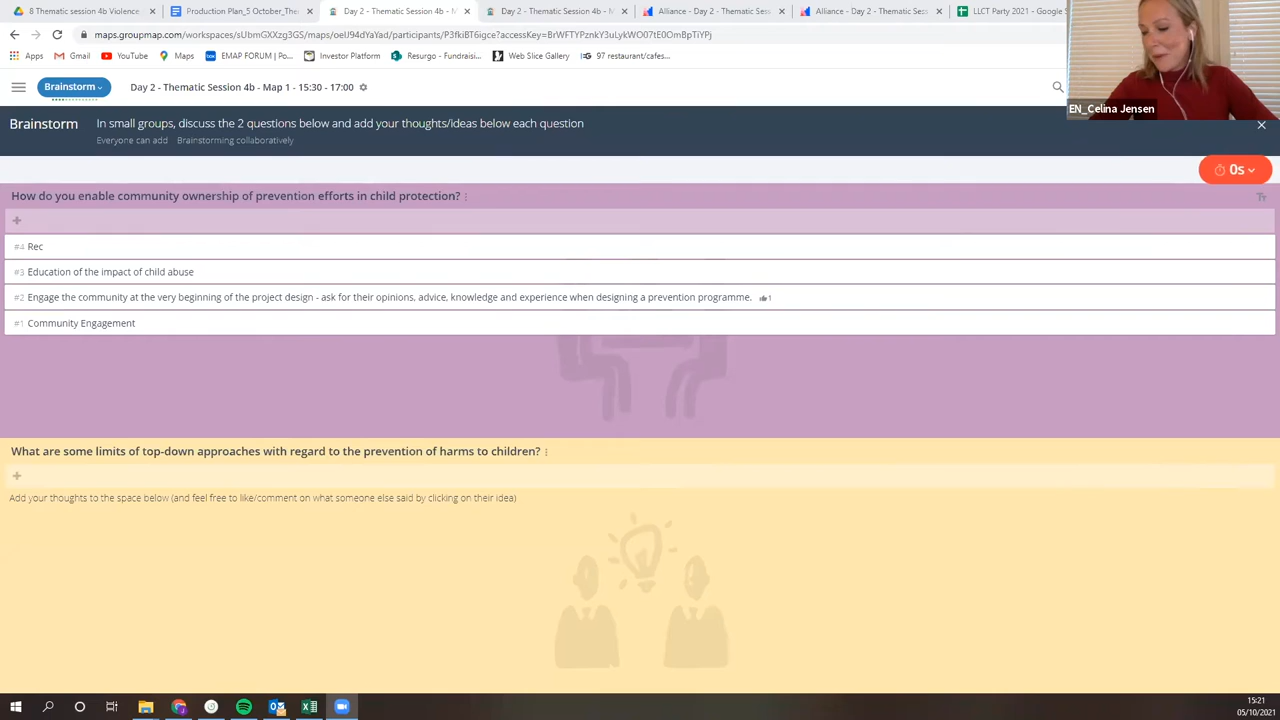 8 Thematic session 4b Violence
Production Plan_5 October_The
Day 2 - Thematic Session 4b - M
Day 2 - Thematic Session 4b -
Alliance - Day 2 - Thematic Sess
Alliance - Day 2 - Thematic Ses
LLCT Party 2021 - Google S
Apps
Gmail
YouTube
Maps
EMAP FORUM | Po...
Investor Platform
Resurgo - Fundraisi...
Web Site Gallery
97 restaurant/cafes...
Brainstorm
Day 2 - Thematic Session 4b - Map 1 - 15:30 - 17:00
EN_Celina Jensen
Brainstorm
In small groups, discuss the 2 questions below and add your thoughts/ideas below each question
Everyone can add Brainstorming collaboratively
0s
How do you enable community ownership of prevention efforts in child protection?
#4 Rec
#3 Education of the impact of child abuse
#2 Engage the community at the very beginning of the project design - ask for their opinions, advice, knowledge and experience when designing a prevention programme. 1
#1 Community Engagement
What are some limits of top-down approaches with regard to the prevention of harms to children?
Add your thoughts to the space below (and feel free to like/comment on what someone else said by clicking on their idea)
15:21
05/10/2021